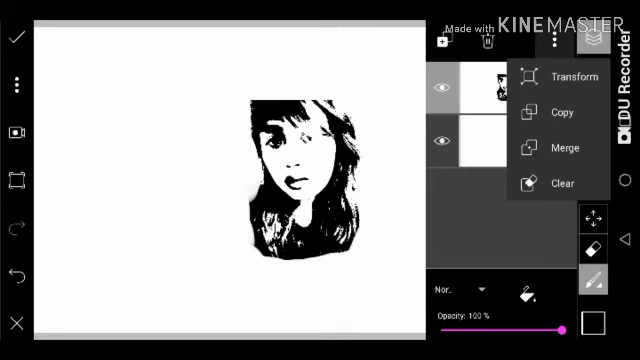 Made with KINEMASTER
DU Recorder
Transform
Copy
Merge
Clear
Nor..
Opacity: 100 %